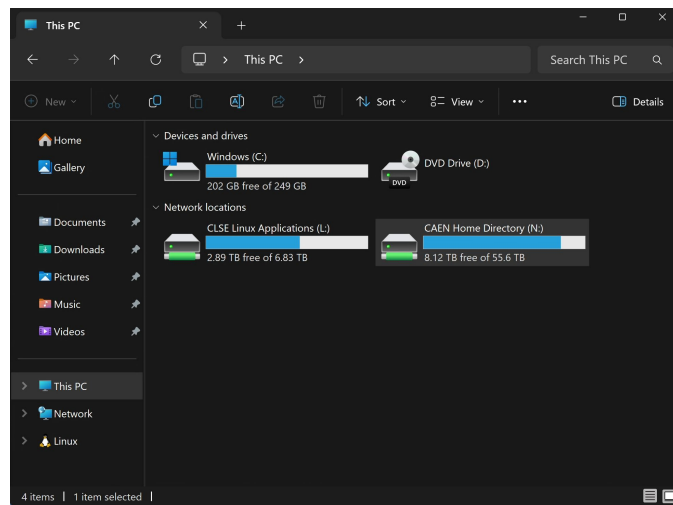 This PC
This PC
Search This PC
New
Sort
View
Details
Home
Gallery
Documents
Downloads
Pictures
Music
Videos
This PC
Network
Linux
Devices and drives
Windows (C:)
202 GB free of 249 GB
DVD Drive (D:)
DVD
Network locations
CLSE Linux Applications (L:)
2.89 TB free of 6.83 TB
CAEN Home Directory (N:)
8.12 TB free of 55.6 TB
4 items
1 item selected